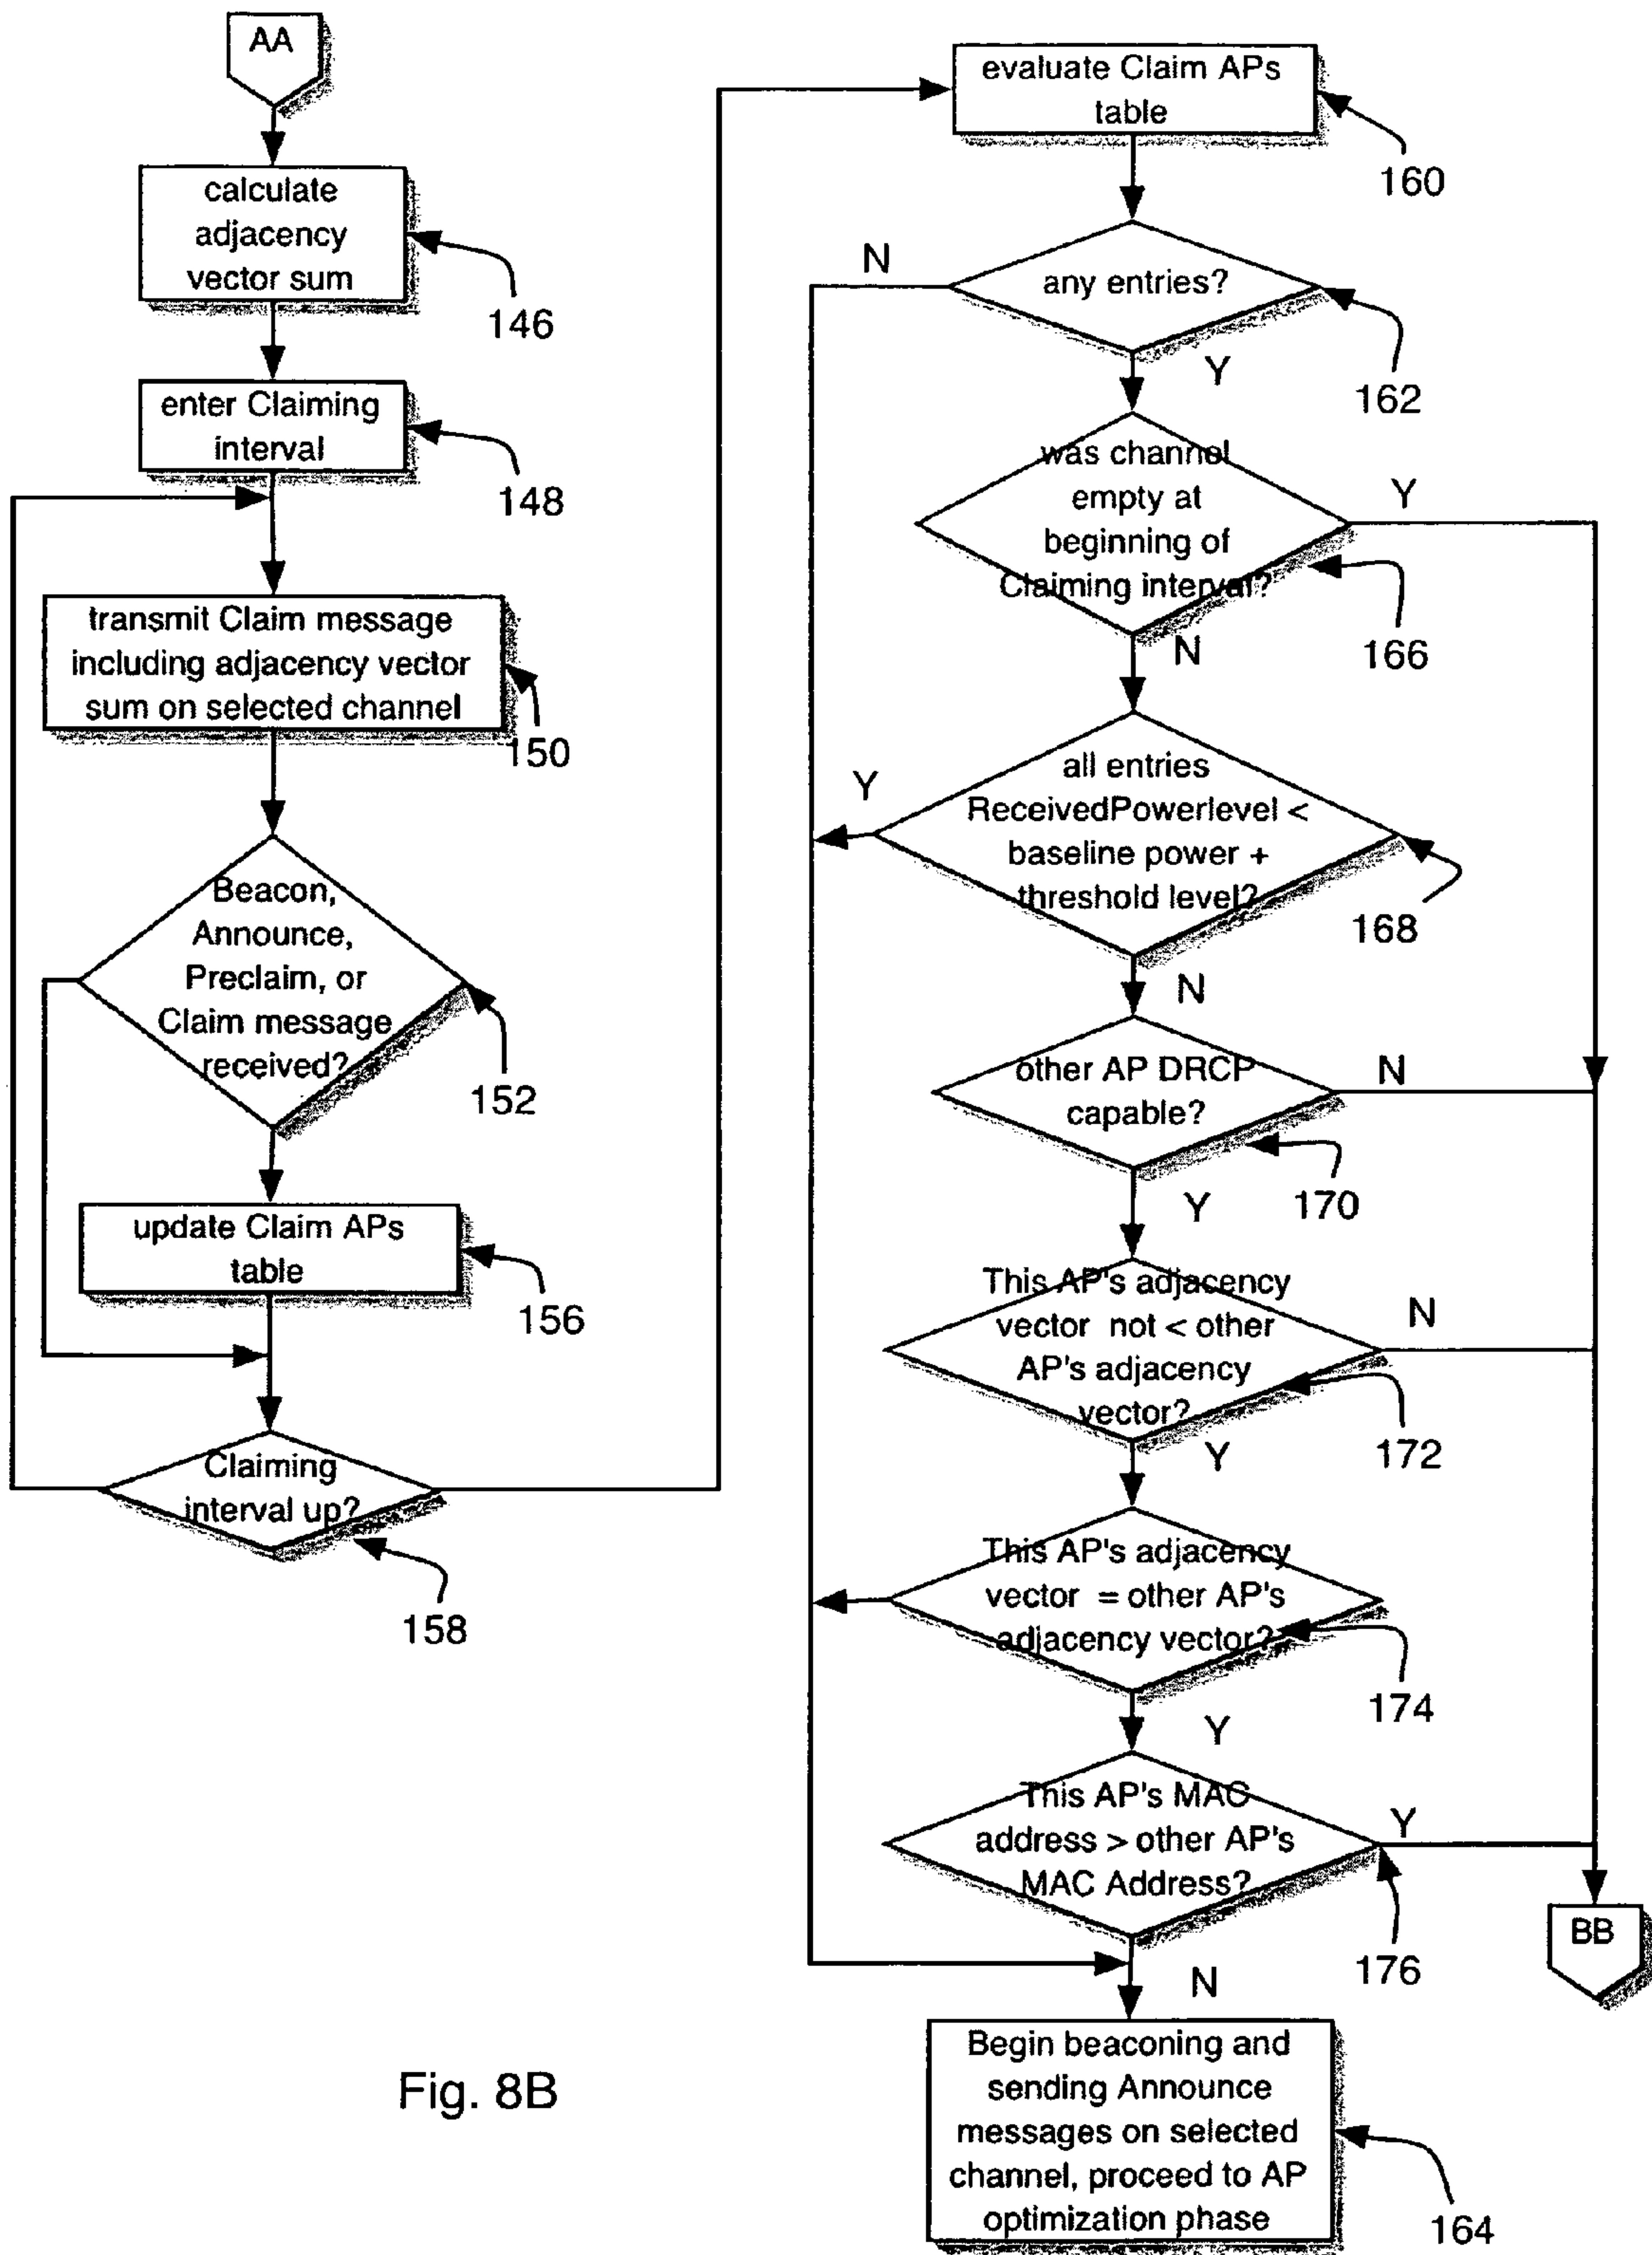 AA
calculate
adjacency
vector sum
146
enter Claiming
interval
148
transmit Claim message
including adjacency vector
sum on selected channel
150
Beacon,
Announce,
Preclaim, or
Claim message
received?
152
update Claim APs
table
156
Claiming
interval up?
158
evaluate Claim APs
table
160
any entries?
N
Y
162
was channel
empty at
beginning of
Claiming interval?
Y
N
166
all entries
ReceivedPowerlevel <
baseline power +
threshold level?
Y
N
168
other AP DRCP
capable?
N
Y
170
This AP's adjacency
vector not < other
AP's adjacency
vector?
N
Y
172
This AP's adjacency
vector = other AP's
adjacency vector?
Y
174
This AP's MAC
address > other AP's
MAC Address?
Y
N
176
BB
Begin beaconing and
sending Announce
messages on selected
channel, proceed to AP
optimization phase
164
Fig. 8B